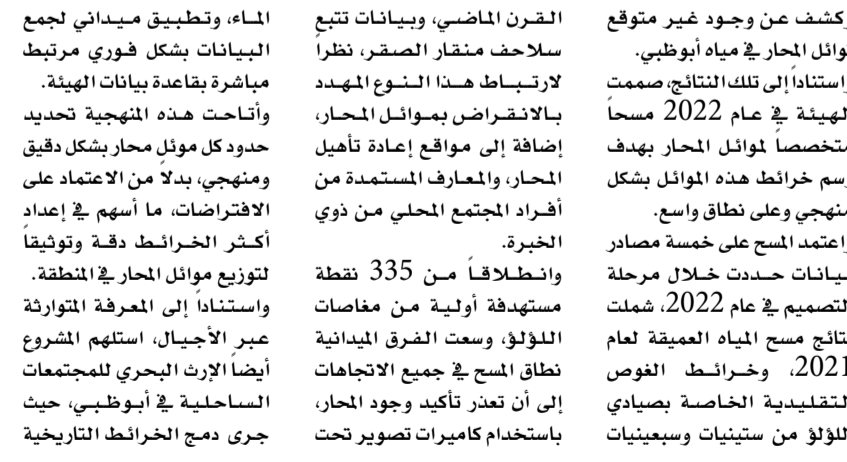 وكشف عن وجود غير متوقع
لموائل المحار في مياه أبوظبي.
واستناداً إلى تلك النتائج، صممت
الهيئة في عام 2022 مسحاً
متخصصاً لموائل المحار بهدف
رسم خرائط هذه الموائل بشكل
منهجي وعلى نطاق واسع.
واعتمد المسح على خمسة مصادر
بيانات حددت خلال مرحلة
التصميم في عام 2022، شملت
نتائج مسح المياه العميقة لعام
2021، وخرائط الغوص
التقليدية الخاصة بصيادي
اللؤلؤ من ستينيات وسبعينيات
القرن الماضي، وبيانات تتبع
سلاحف منقار الصقر، نظراً
لارتباط هذا النوع المهدد
بالانقراض بموائل المحار،
إضافة إلى مواقع إعادة تأهيل
المحار، والمعارف المستمدة من
أفراد المجتمع المحلي من ذوي
الخبرة.
وانطلاقاً من 335 نقطة
مستهدفة أولية من مغاصات
اللؤلؤ، وسعت الفرق الميدانية
نطاق المسح في جميع الاتجاهات
إلى أن تعذر تأكيد وجود المحار،
باستخدام كاميرات تصوير تحت
الماء، وتطبيق ميداني لجمع
البيانات بشكل فوري مرتبط
مباشرة بقاعدة بيانات الهيئة.
وأتاحت هذه المنهجية تحديد
حدود كل موئل محار بشكل دقيق
ومنهجي، بدلاً من الاعتماد على
الافتراضات، ما أسهم في إعداد
أكثر الخرائط دقة وتوثيقاً
لتوزيع موائل المحار في المنطقة.
واستناداً إلى المعرفة المتوارثة
عبر الأجيال، استلهم المشروع
أيضاً الإرث البحري للمجتمعات
الساحلية في أبوظبي، حيث
جرى دمج الخرائط التاريخية